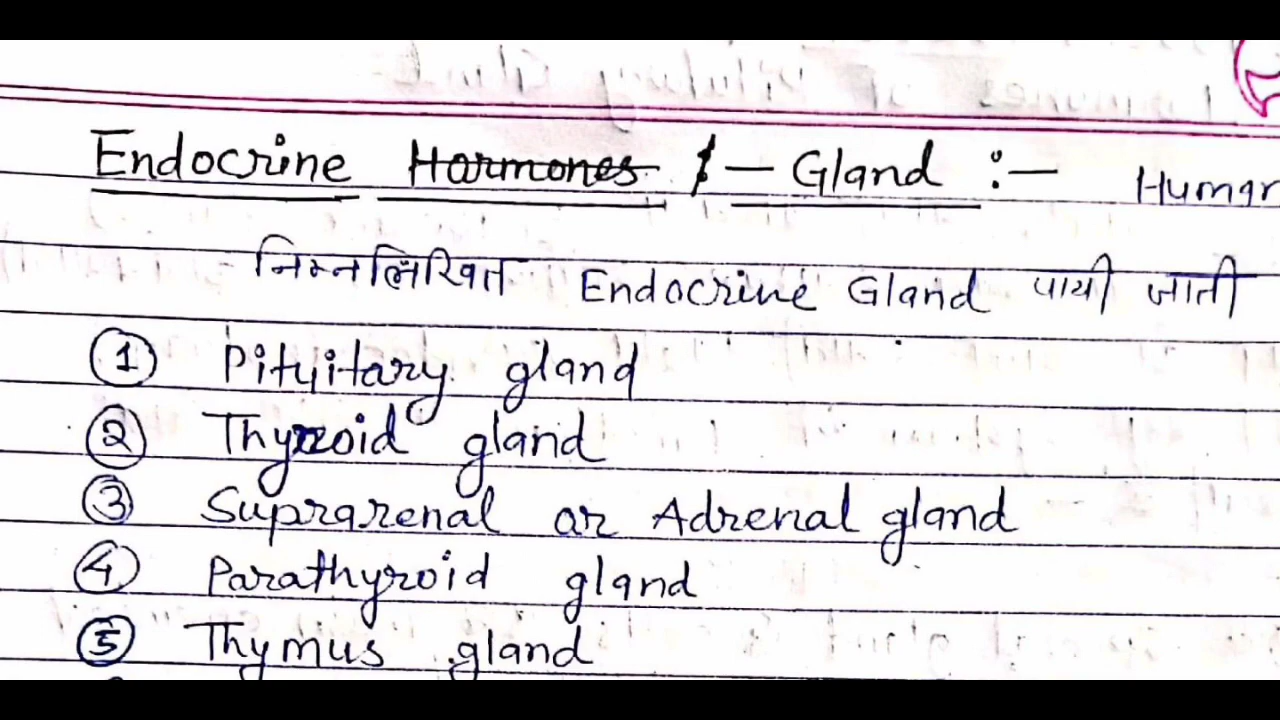 Endocrine Hormones :- Gland :- Human
निम्नलिखित Endocrine Gland पायी जाती
① Pituitary gland
② Thyroid gland
③ Suprarenal or Adrenal gland
④ Parathyroid gland
⑤ Thymus gland